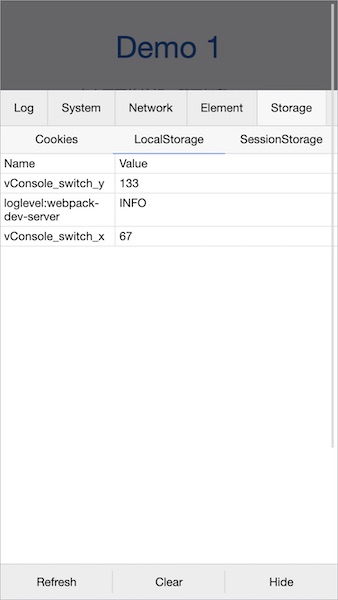 Demo 1
Log System Network Element Storage
Cookies LocalStorage SessionStorage
Name Value
vConsole_switch_y 133
loglevel:webpack- INFO
dev-server
vConsole_switch_x 67
Refresh Clear Hide